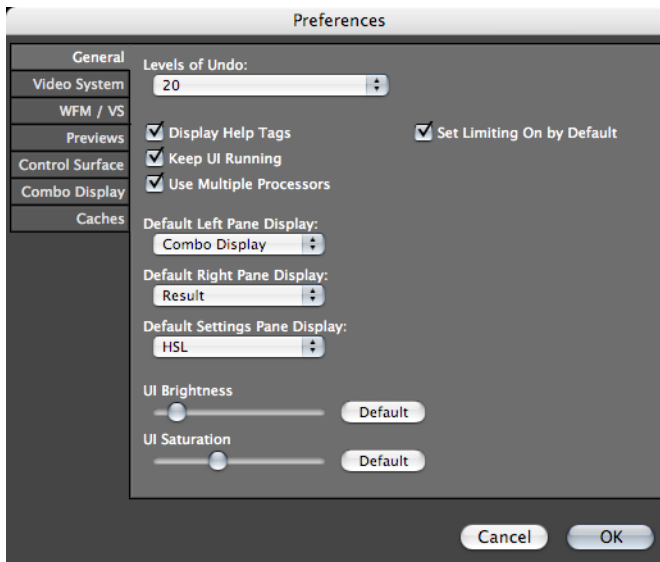 Preferences
General
Video System
WFM / VS
Previews
Control Surface
Combo Display
Caches
Levels of Undo:
20
Display Help Tags
Set Limiting On by Default
Keep UI Running
Use Multiple Processors
Default Left Pane Display:
Combo Display
Default Right Pane Display:
Result
Default Settings Pane Display:
HSL
UI Brightness
Default
UI Saturation
Default
Cancel
OK